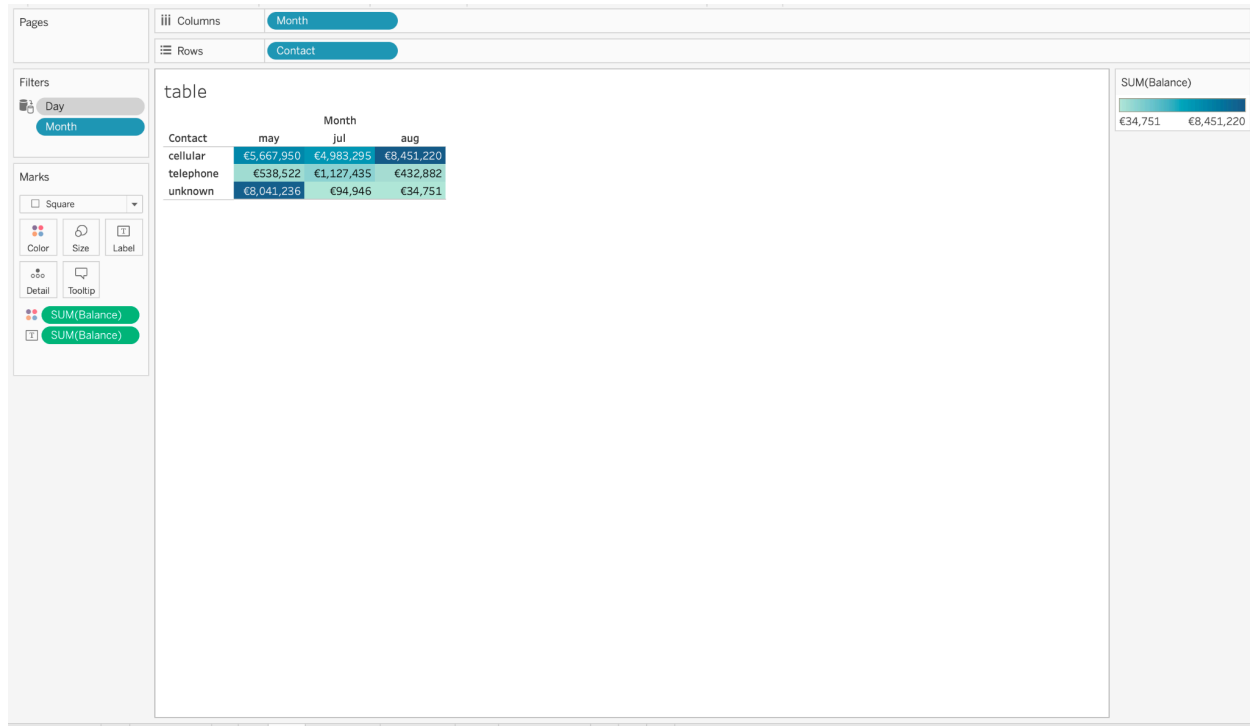 Pages
Columns
Month
Rows
Contact
Filters
Day
Month
Marks
Square
Color Size Label
Detail Tooltip
SUM(Balance)
SUM(Balance)
table
Month
Contact may jul aug
cellular €5,667,950 €4,983,295 €8,451,220
telephone €538,522 €1,127,435 €432,882
unknown €8,041,236 €94,946 €34,751
SUM(Balance)
€34,751 €8,451,220